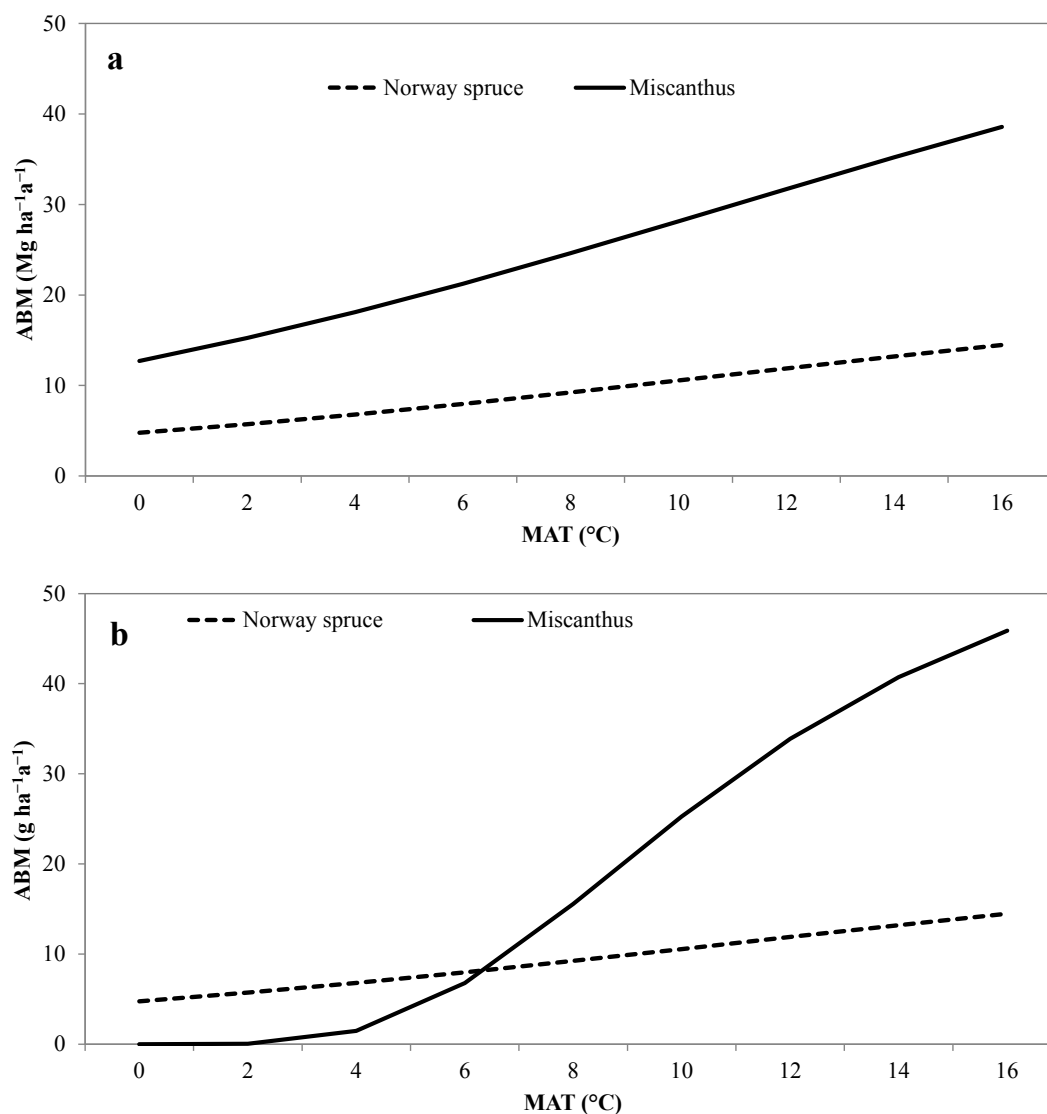 50
a
Norway spruce Miscanthus
40
30
20
10
0
ABM (Mg ha⁻¹a⁻¹)
0 2 4 6 8 10 12 14 16
MAT (°C)
50
b
Norway spruce Miscanthus
40
30
20
10
0
ABM (g ha⁻¹a⁻¹)
0 2 4 6 8 10 12 14 16
MAT (°C)